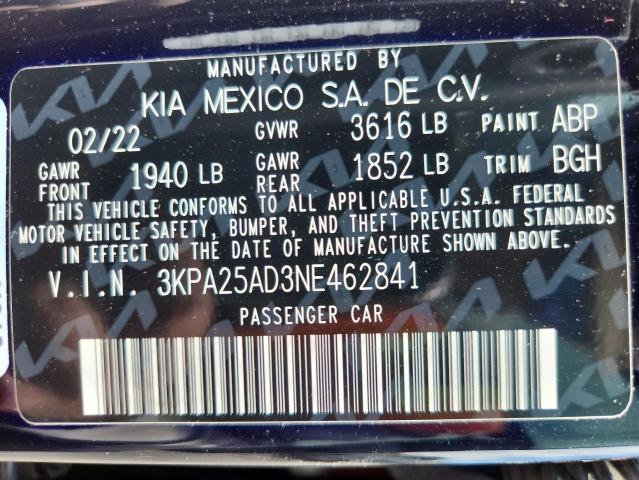 MANUFACTURED BY
KIA MEXICO S.A. DE C.V.
02/22 GVWR 3616 LB PAINT ABP
GAWR FRONT 1940 LB GAWR REAR 1852 LB TRIM BGH
THIS VEHICLE CONFORMS TO ALL APPLICABLE U.S.A. FEDERAL
MOTOR VEHICLE SAFETY, BUMPER, AND THEFT PREVENTION STANDARDS
IN EFFECT ON THE DATE OF MANUFACTURE SHOWN ABOVE.
V.I.N. 3KPA25AD3NE462841
PASSENGER CAR